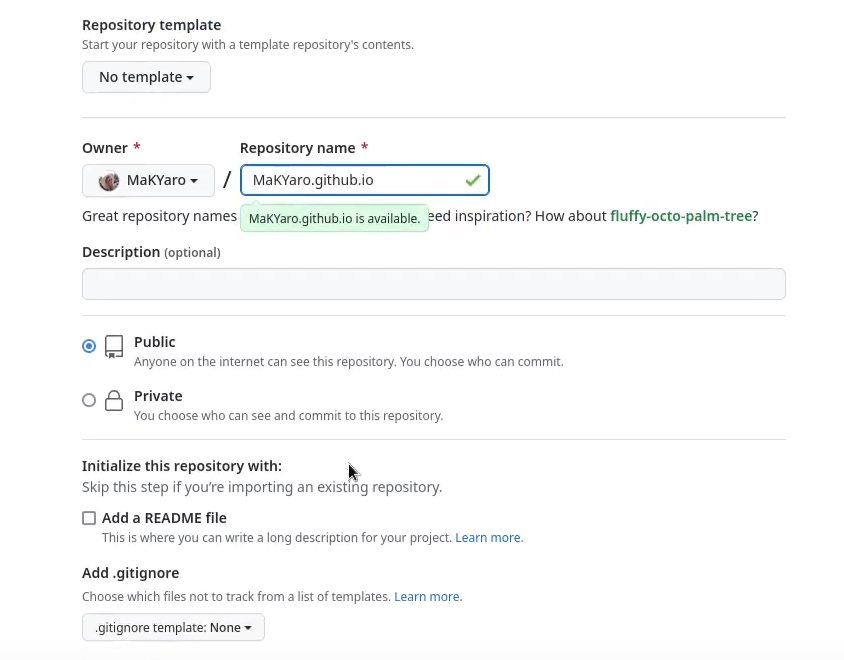 Repository template
Start your repository with a template repository's contents.
No template
Owner * Repository name *
MaKYaro / MaKYaro.github.io
Great repository names eed inspiration? How about fluffy-octo-palm-tree?
MaKYaro.github.io is available.
Description (optional)
Public
Anyone on the internet can see this repository. You choose who can commit.
Private
You choose who can see and commit to this repository.
Initialize this repository with:
Skip this step if you’re importing an existing repository.
Add a README file
This is where you can write a long description for your project. Learn more.
Add .gitignore
Choose which files not to track from a list of templates. Learn more.
.gitignore template: None